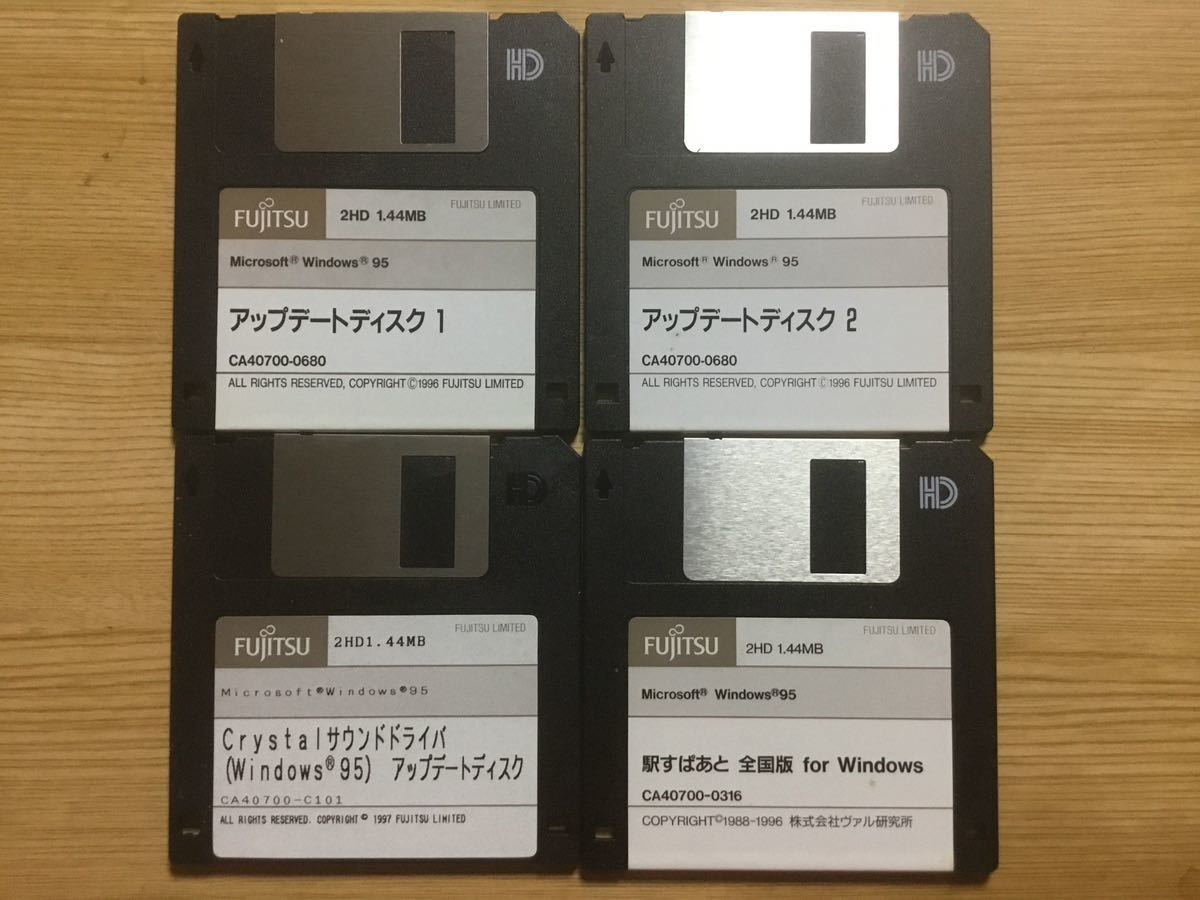 HD
FUJITSU 2HD 1.44MB FUJITSU LIMITED
Microsoft® Windows® 95
アップデートディスク 1
CA40700-0680
ALL RIGHTS RESERVED, COPYRIGHT ©1996 FUJITSU LIMITED
HD
FUJITSU 2HD 1.44MB FUJITSU LIMITED
Microsoft® Windows® 95
アップデートディスク 2
CA40700-0680
ALL RIGHTS RESERVED, COPYRIGHT ©1996 FUJITSU LIMITED
HD
FUJITSU 2HD1.44MB FUJITSU LIMITED
Microsoft®Windows®95
Crystalサウンドドライバ
(Windows®95) アップデートディスク
CA40700-C101
ALL RIGHTS RESERVED. COPYRIGHT © 1997 FUJITSU LIMITED
HD
FUJITSU 2HD 1.44MB FUJITSU LIMITED
Microsoft® Windows®95
駅すぱあと 全国版 for Windows
CA40700-0316
COPYRIGHT©1988-1996 株式会社ヴァル研究所